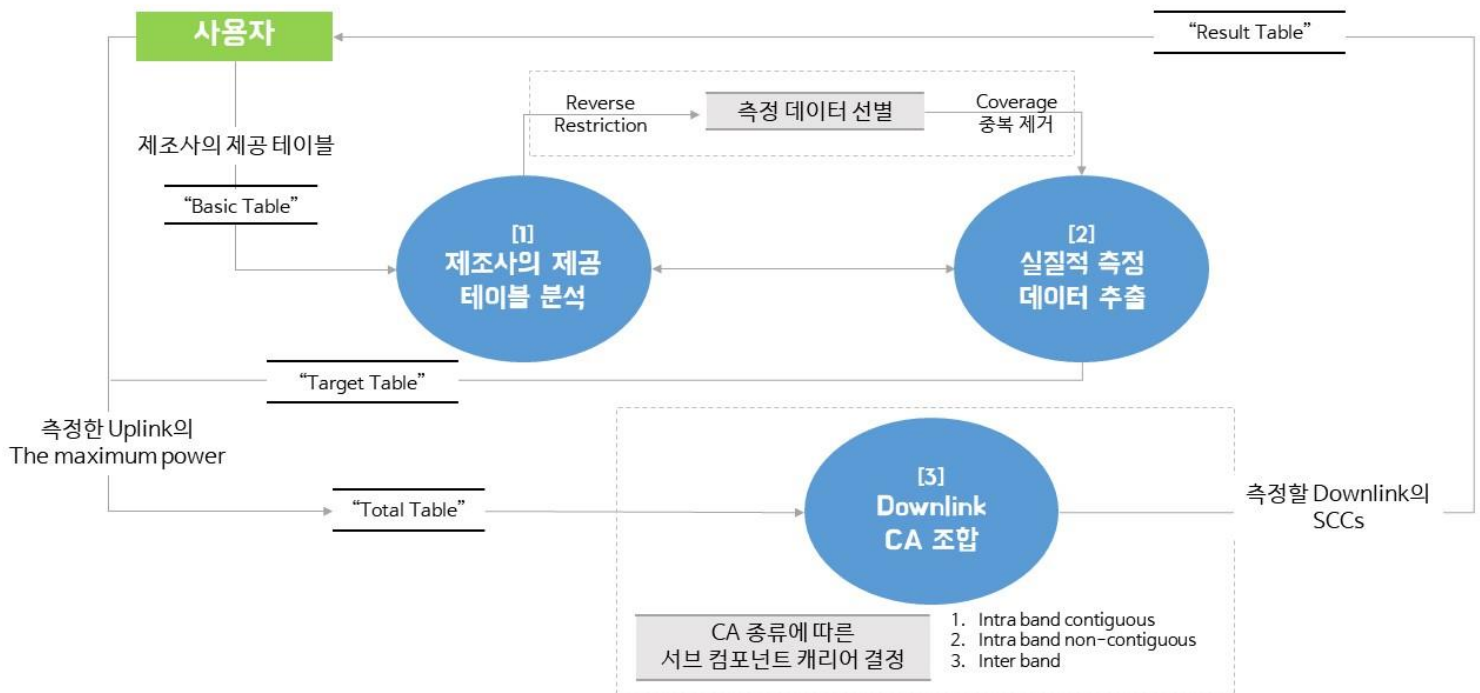 사용자
“Result Table”
Reverse
Restriction
측정 데이터 선별
Coverage
중복 제거
제조사의 제공 테이블
“Basic Table”
[1]
제조사의 제공
테이블 분석
[2]
실질적 측정
데이터 추출
“Target Table”
측정한 Uplink의
The maximum power
“Total Table”
[3]
Downlink
CA 조합
측정할 Downlink의
SCCs
CA 종류에 따른
서브 컴포넌트 캐리어 결정
1. Intra band contiguous
2. Intra band non-contiguous
3. Inter band